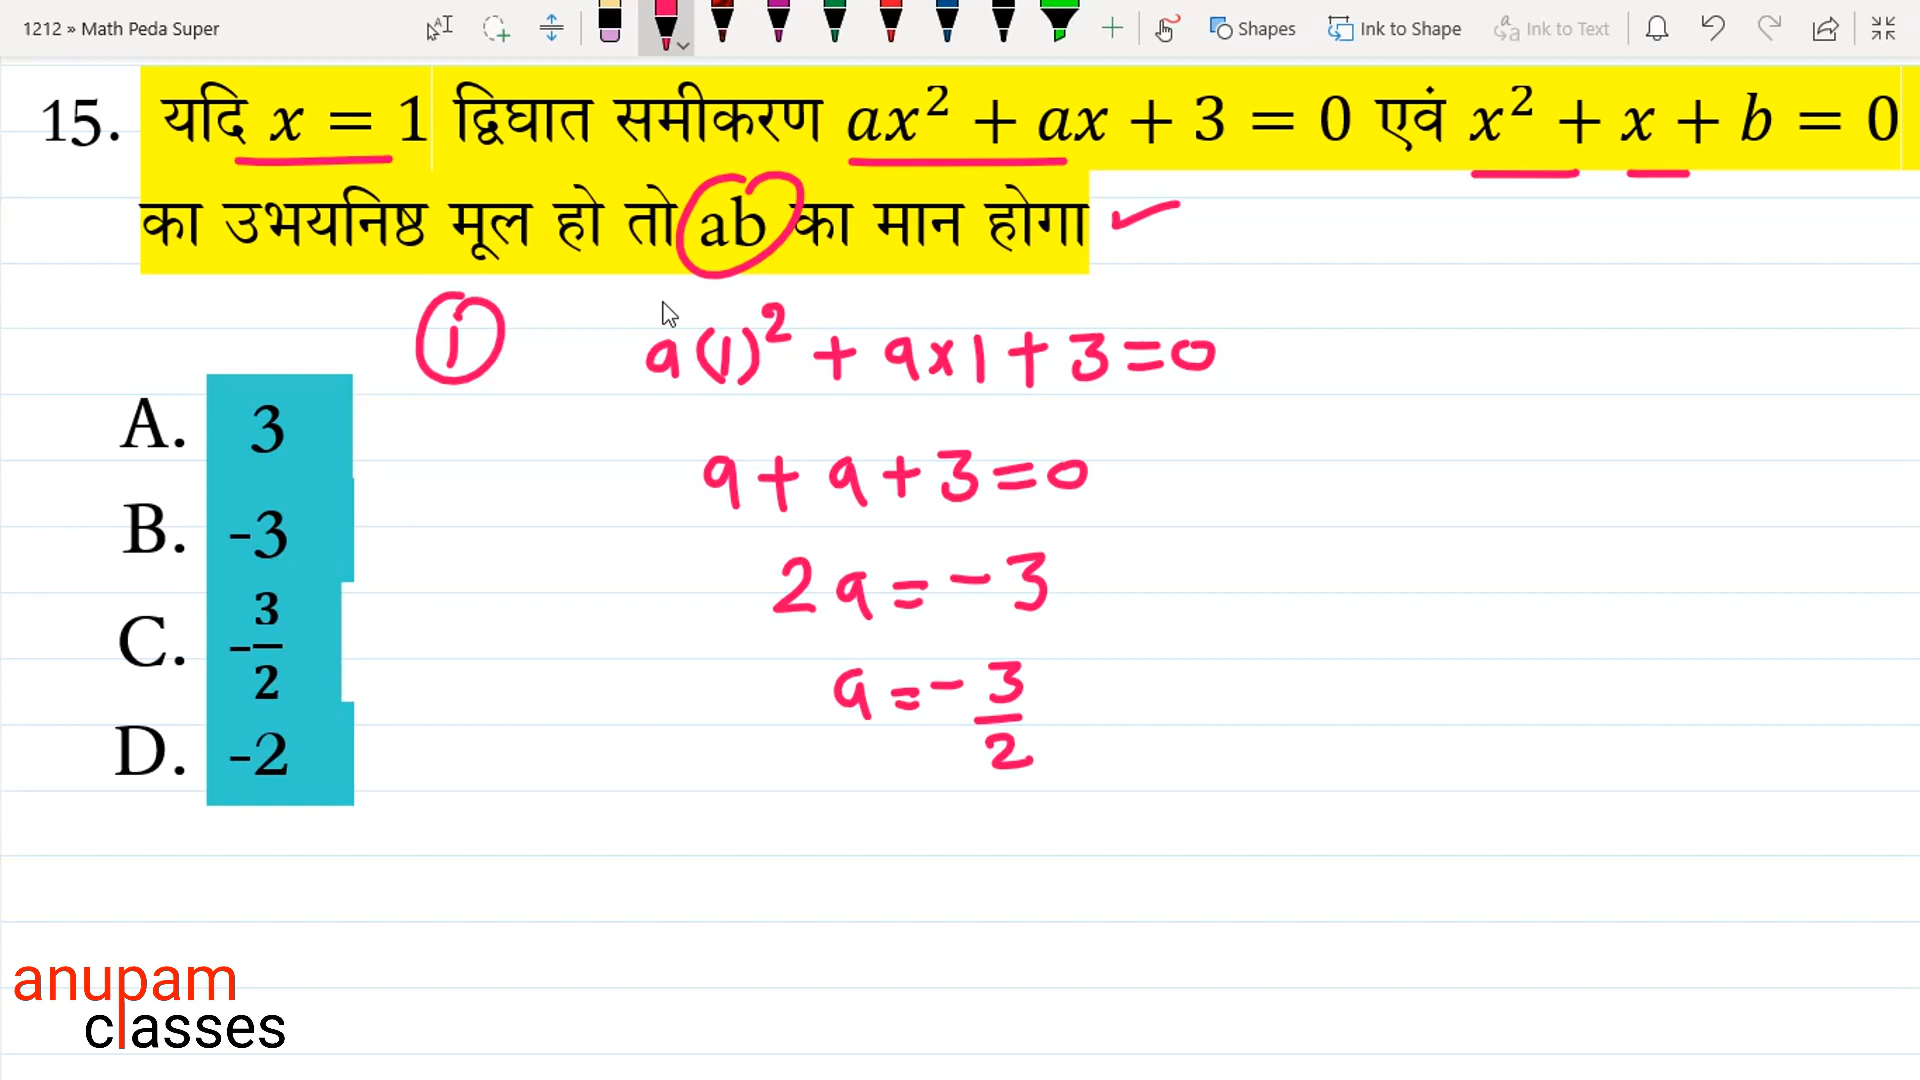 1212 » Math Peda Super
Shapes
Ink to Shape
Ink to Text
15. यदि x = 1 द्विघात समीकरण ax² + ax + 3 = 0 एवं x² + x + b = 0
का उभयनिष्ठ मूल हो तो ab का मान होगा
①
a(1)² + a×1+3=0
A. 3
a + a+3=0
B. -3
2a=-3
C. -3/2
a=-3/2
D. -2
anupam
classes